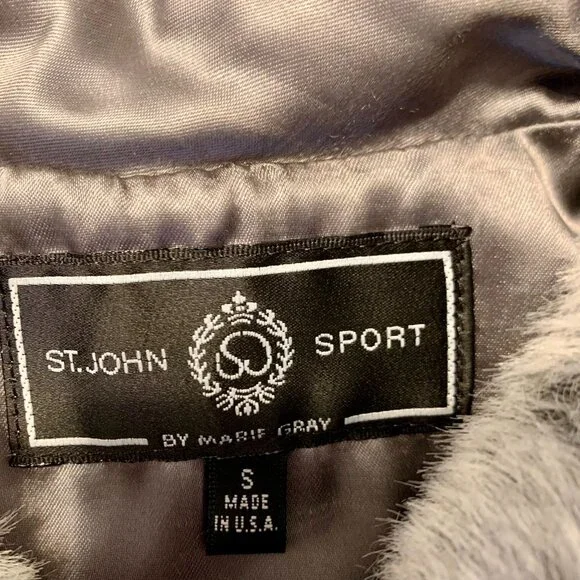 ST.JOHN SPORT
BY MARIE GRAY
S
MADE
IN U.S.A.